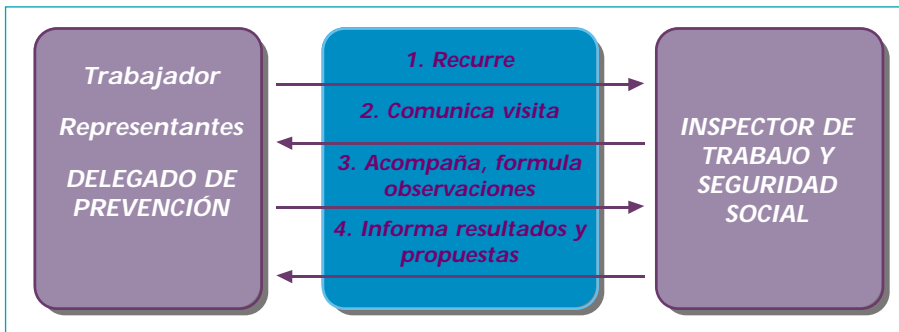 Trabajador
Representantes
DELEGADO DE
PREVENCIÓN
1. Recurre
2. Comunica visita
3. Acompaña, formula
observaciones
4. Informa resultados y
propuestas
INSPECTOR DE
TRABAJO Y
SEGURIDAD
SOCIAL